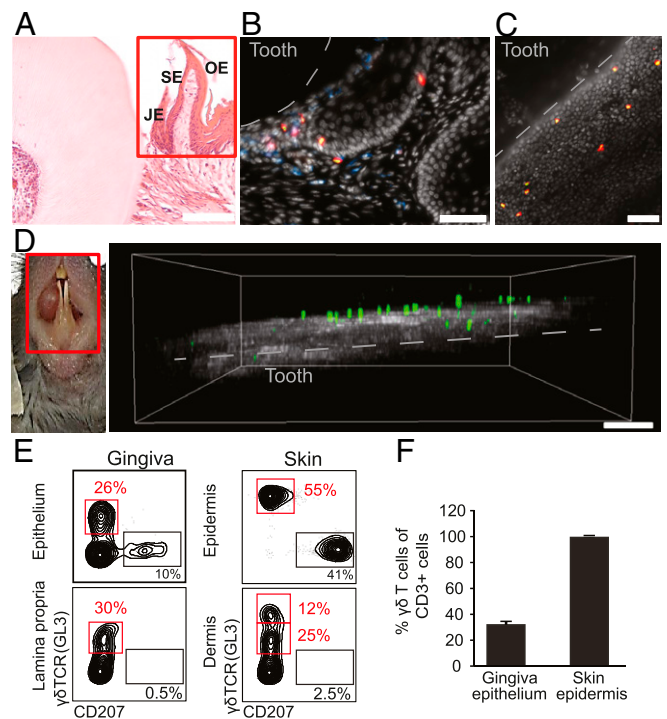 A
B
C
JE
SE
OE
Tooth
Tooth
D
Tooth
E
F
Gingiva
Skin
Epithelium
26%
10%
Epidermis
55%
41%
Lamina propria
γδTCR(GL3)
30%
0.5%
CD207
Dermis
γδTCR(GL3)
12%
25%
2.5%
CD207
% γδ T cells of
CD3+ cells
120
100
80
60
40
20
0
Gingiva
epithelium
Skin
epidermis